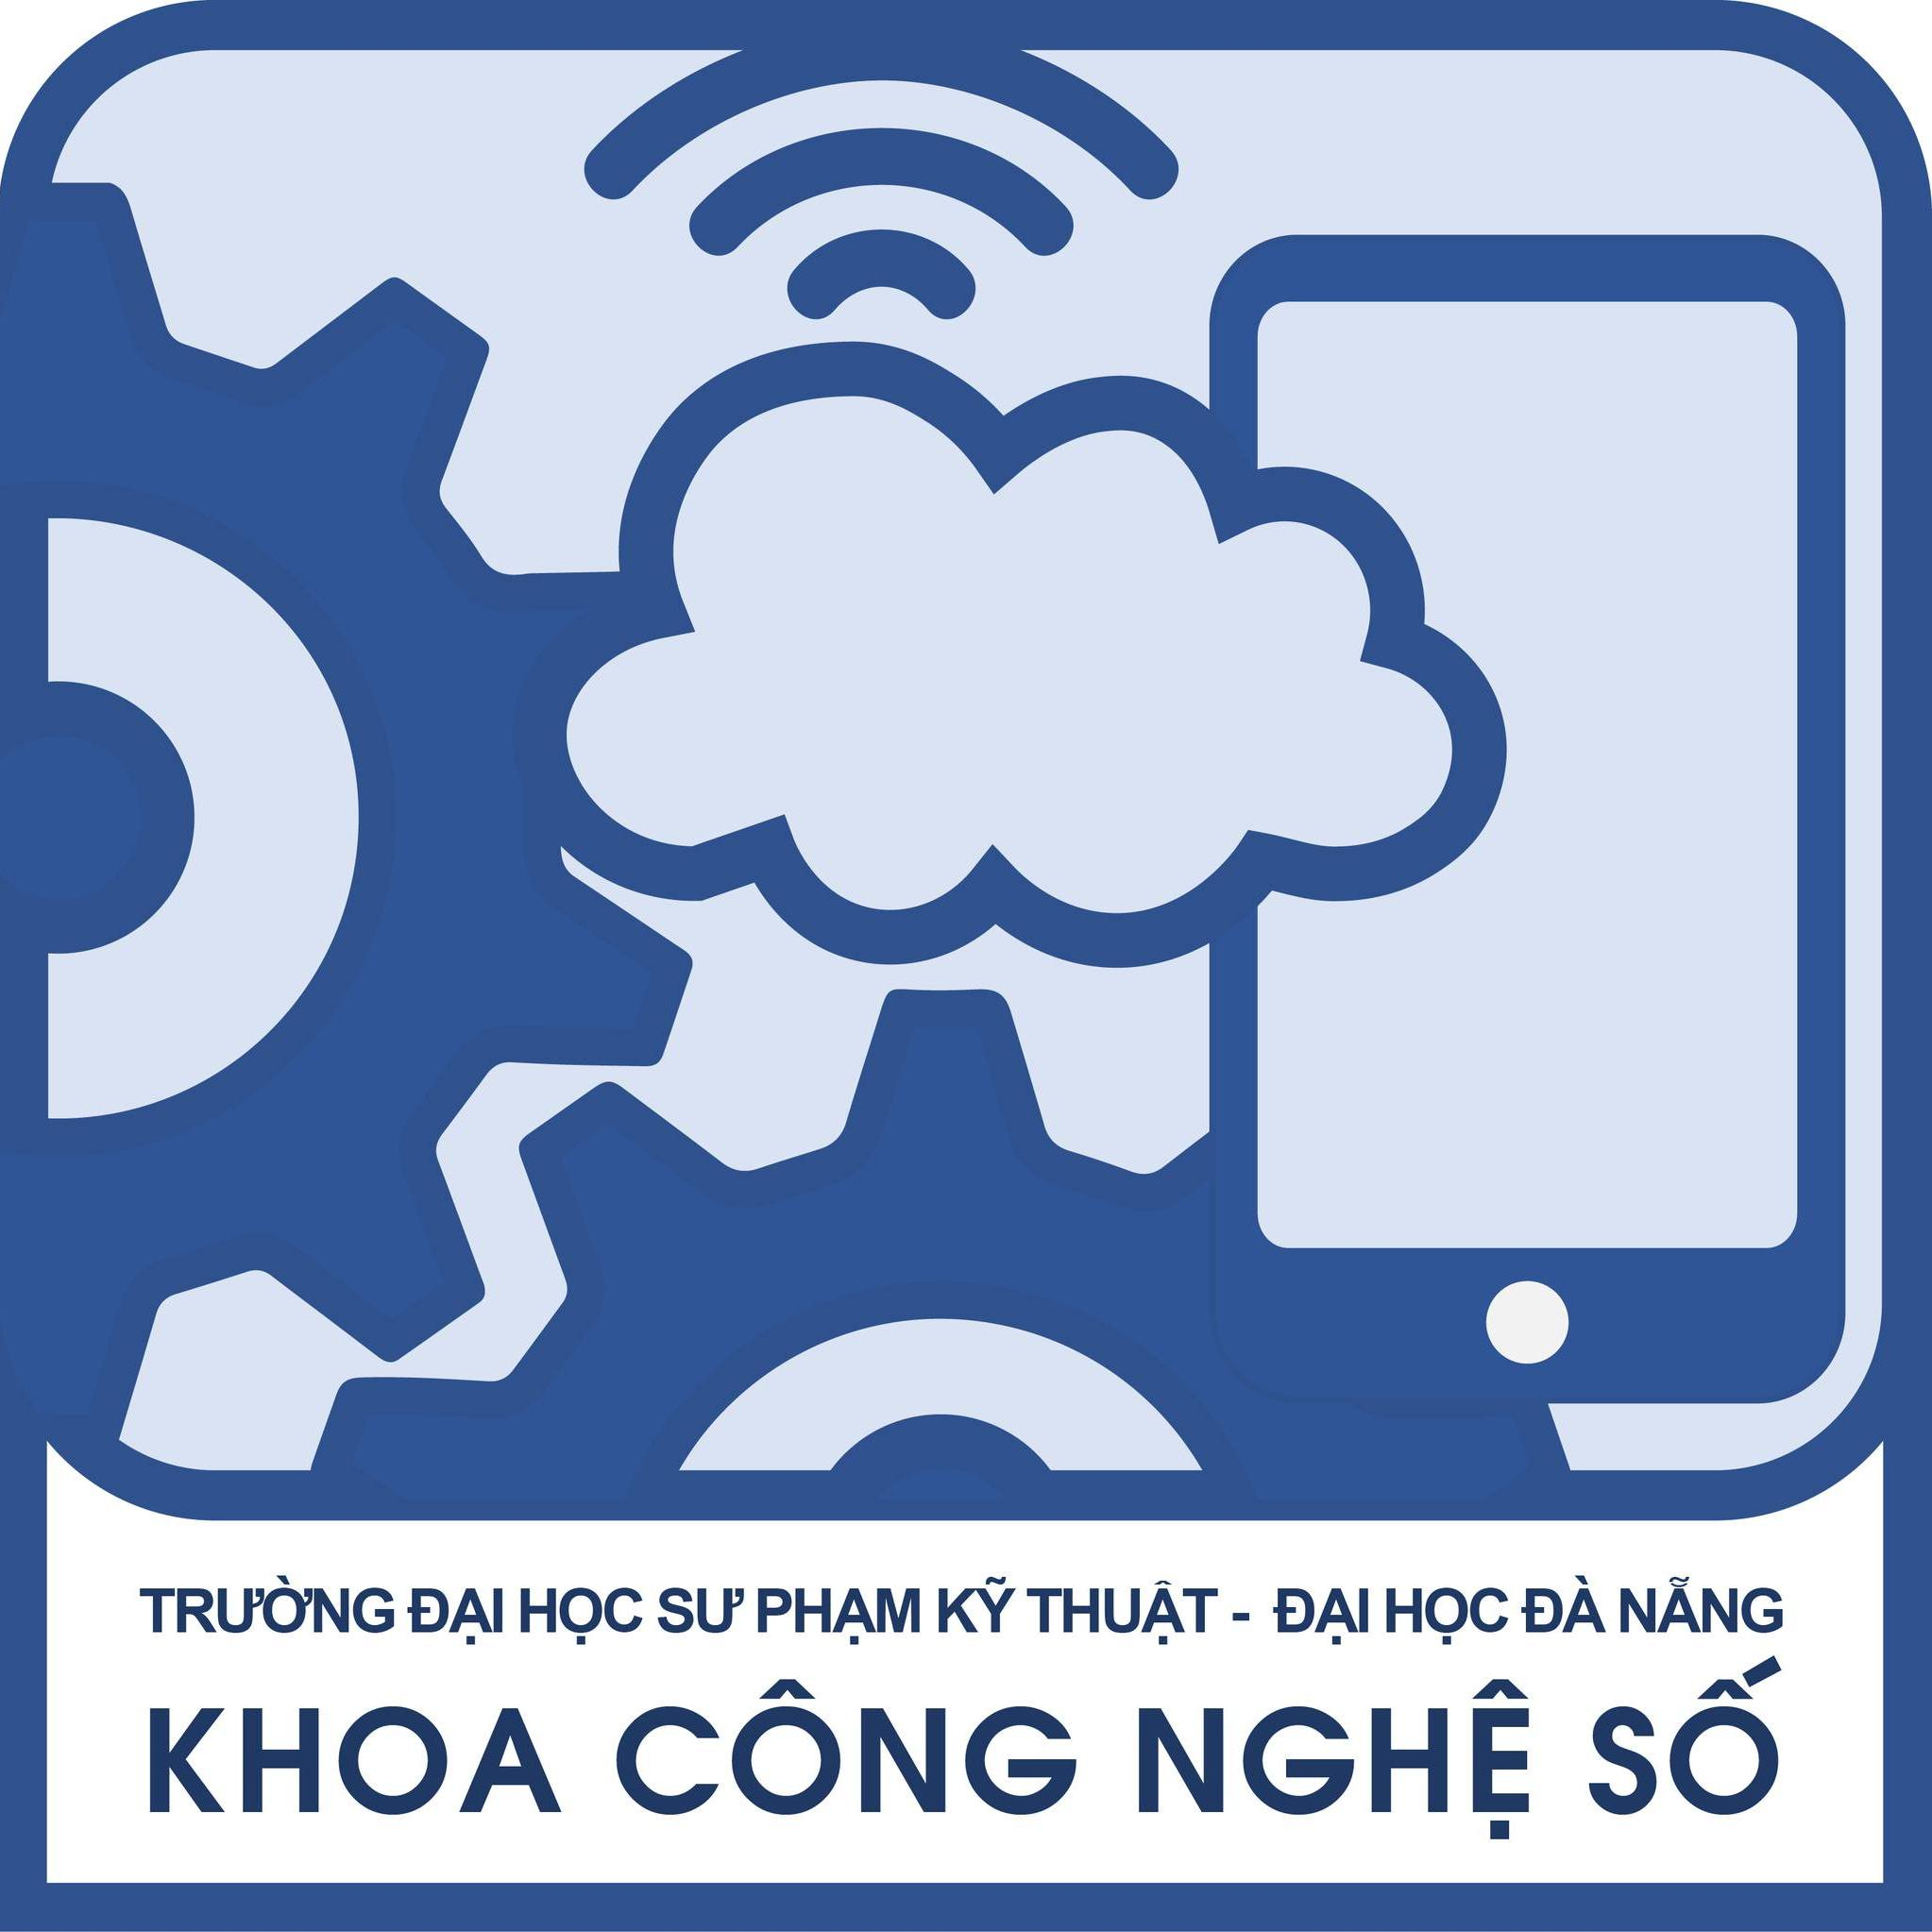 TRƯỜNG ĐẠI HỌC SƯ PHẠM KỸ THUẬT - ĐẠI HỌC ĐÀ NẴNG
KHOA CÔNG NGHỆ SỐ